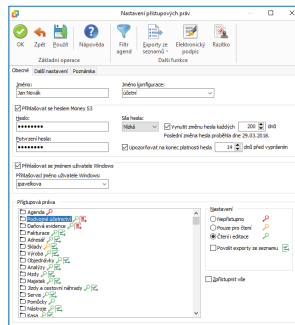 Nastavení přístupových práv
OK Zpět Použít Nápověda Filtr agend Exporty ze seznamů Elektronický podpis Razítko
Základní operace Další funkce
Obecné Další nastavení Poznámka
Jméno: Jméno konfigurace:
Jan Novák účetní
Přihlašovat se heslem Money S3
Heslo: Síla hesla:
Nízká Vynutit změnu hesla každých 200 dnů
Poslední změna hesla proběhla dne 29.03.2018.
Potvrzení hesla:
Upozorňovat na konec platnosti hesla 14 dnů před vypršením
Přihlašovat se jménem uživatele Windows
Přihlašovací jméno uživatele Windows:
jpavelkova
Přístupová práva
Nastavení
Agenda
Podvojné účetnictví
Daňová evidence
Fakturace
Adresář
Sklady
Výroba
Objednávky
Analýzy
Mzdy
Majetek
Jízdy a cestovní náhrady
Servis
Pomůcky
Nástroje
Kasa
Nepřístupno
Pouze pro čtení
Čtení i editace
Povolit exporty ze seznamu
Zpřístupnit vše